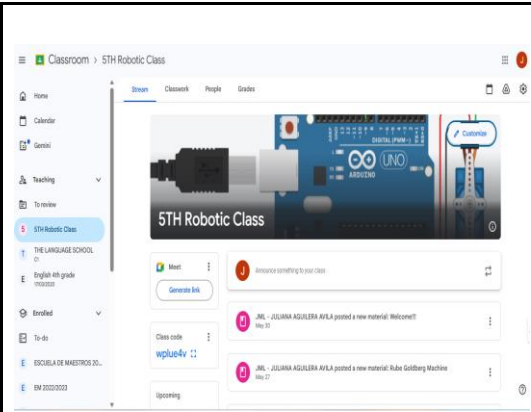 Classroom > 5TH Robotic Class
J
Home
Calendar
Gemini
Teaching
To review
5 5TH Robotic Class
T THE LANGUAGE SCHOOL
E English 4th grade
Enrolled
To-do
E ESCUELA DE MAESTROS 20...
E EM 2022/2023
Stream Classwork People Grades
DIGITAL (PWM~)
UNO
ARDUINO
Customize
5TH Robotic Class
Meet
Generate link
Class code
wplue4v
Upcoming
J Announce something to your class
JML - JULIANA AGUILERA AVILA posted a new material: Welcome!!
May 30
JML - JULIANA AGUILERA AVILA posted a new material: Rube Goldberg Machine
May 27